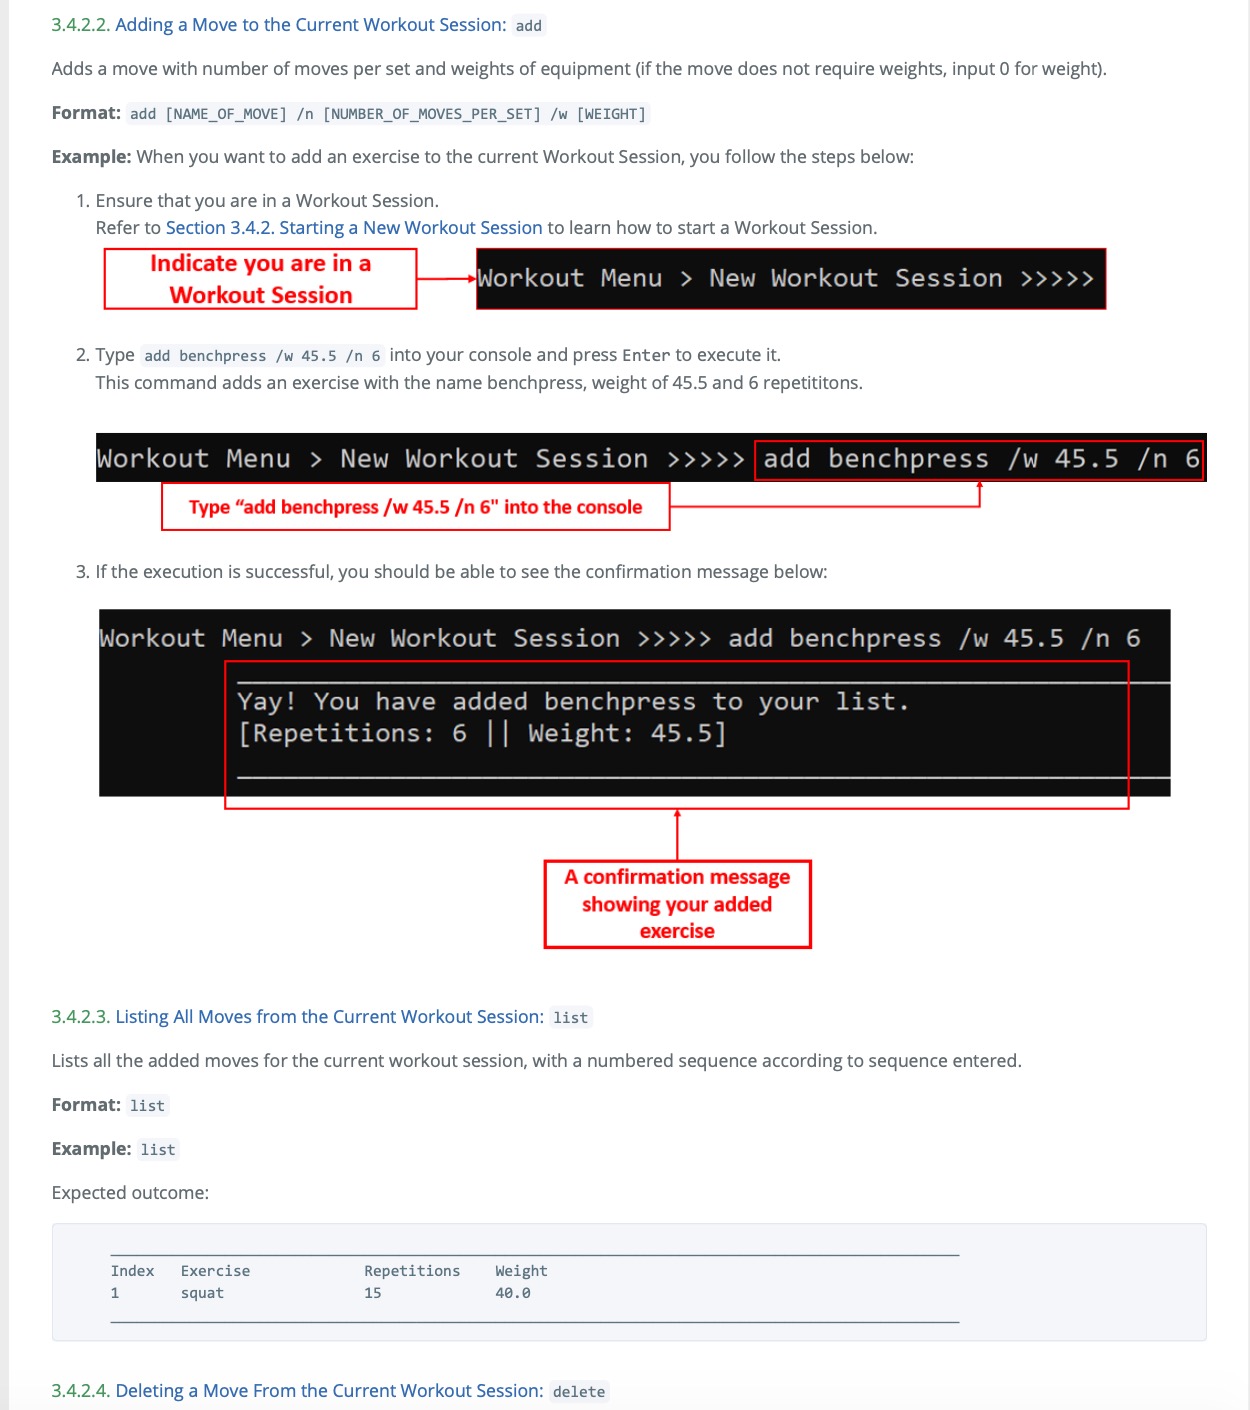 3.4.2.2. Adding a Move to the Current Workout Session: add
Adds a move with number of moves per set and weights of equipment (if the move does not require weights, input 0 for weight).
Format: add [NAME_OF_MOVE] /n [NUMBER_OF_MOVES_PER_SET] /w [WEIGHT]
Example: When you want to add an exercise to the current Workout Session, you follow the steps below:
1. Ensure that you are in a Workout Session.
Refer to Section 3.4.2. Starting a New Workout Session to learn how to start a Workout Session.
Indicate you are in a
Workout Session
Workout Menu > New Workout Session >>>>>
2. Type add benchpress /w 45.5 /n 6 into your console and press Enter to execute it.
This command adds an exercise with the name benchpress, weight of 45.5 and 6 repetititons.
Workout Menu > New Workout Session >>>>> add benchpress /w 45.5 /n 6
Type “add benchpress /w 45.5 /n 6" into the console
3. If the execution is successful, you should be able to see the confirmation message below:
Workout Menu > New Workout Session >>>>> add benchpress /w 45.5 /n 6
Yay! You have added benchpress to your list.
[Repetitions: 6 || Weight: 45.5]
A confirmation message
showing your added
exercise
3.4.2.3. Listing All Moves from the Current Workout Session: list
Lists all the added moves for the current workout session, with a numbered sequence according to sequence entered.
Format: list
Example: list
Expected outcome:
Index Exercise Repetitions Weight
1 squat 15 40.0
3.4.2.4. Deleting a Move From the Current Workout Session: delete